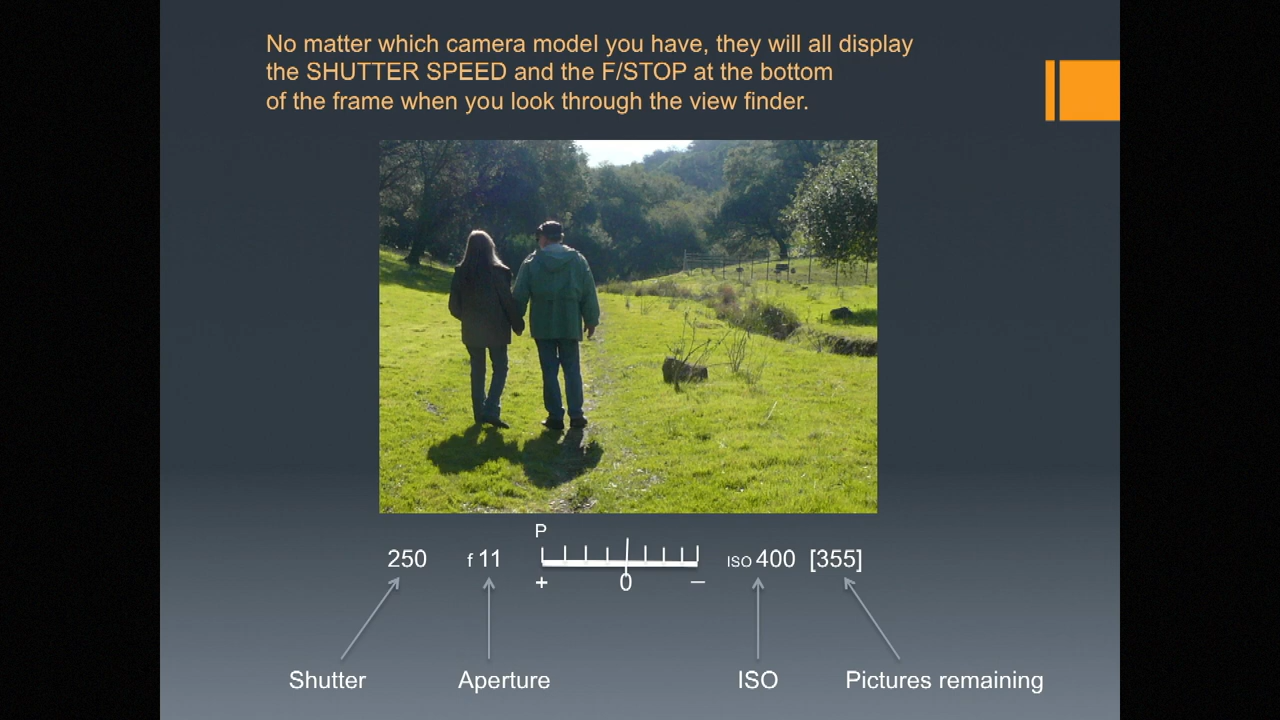 No matter which camera model you have, they will all display
the SHUTTER SPEED and the F/STOP at the bottom
of the frame when you look through the view finder.
P
250 f 11 ISO 400 [355]
+ 0 –
Shutter Aperture ISO Pictures remaining